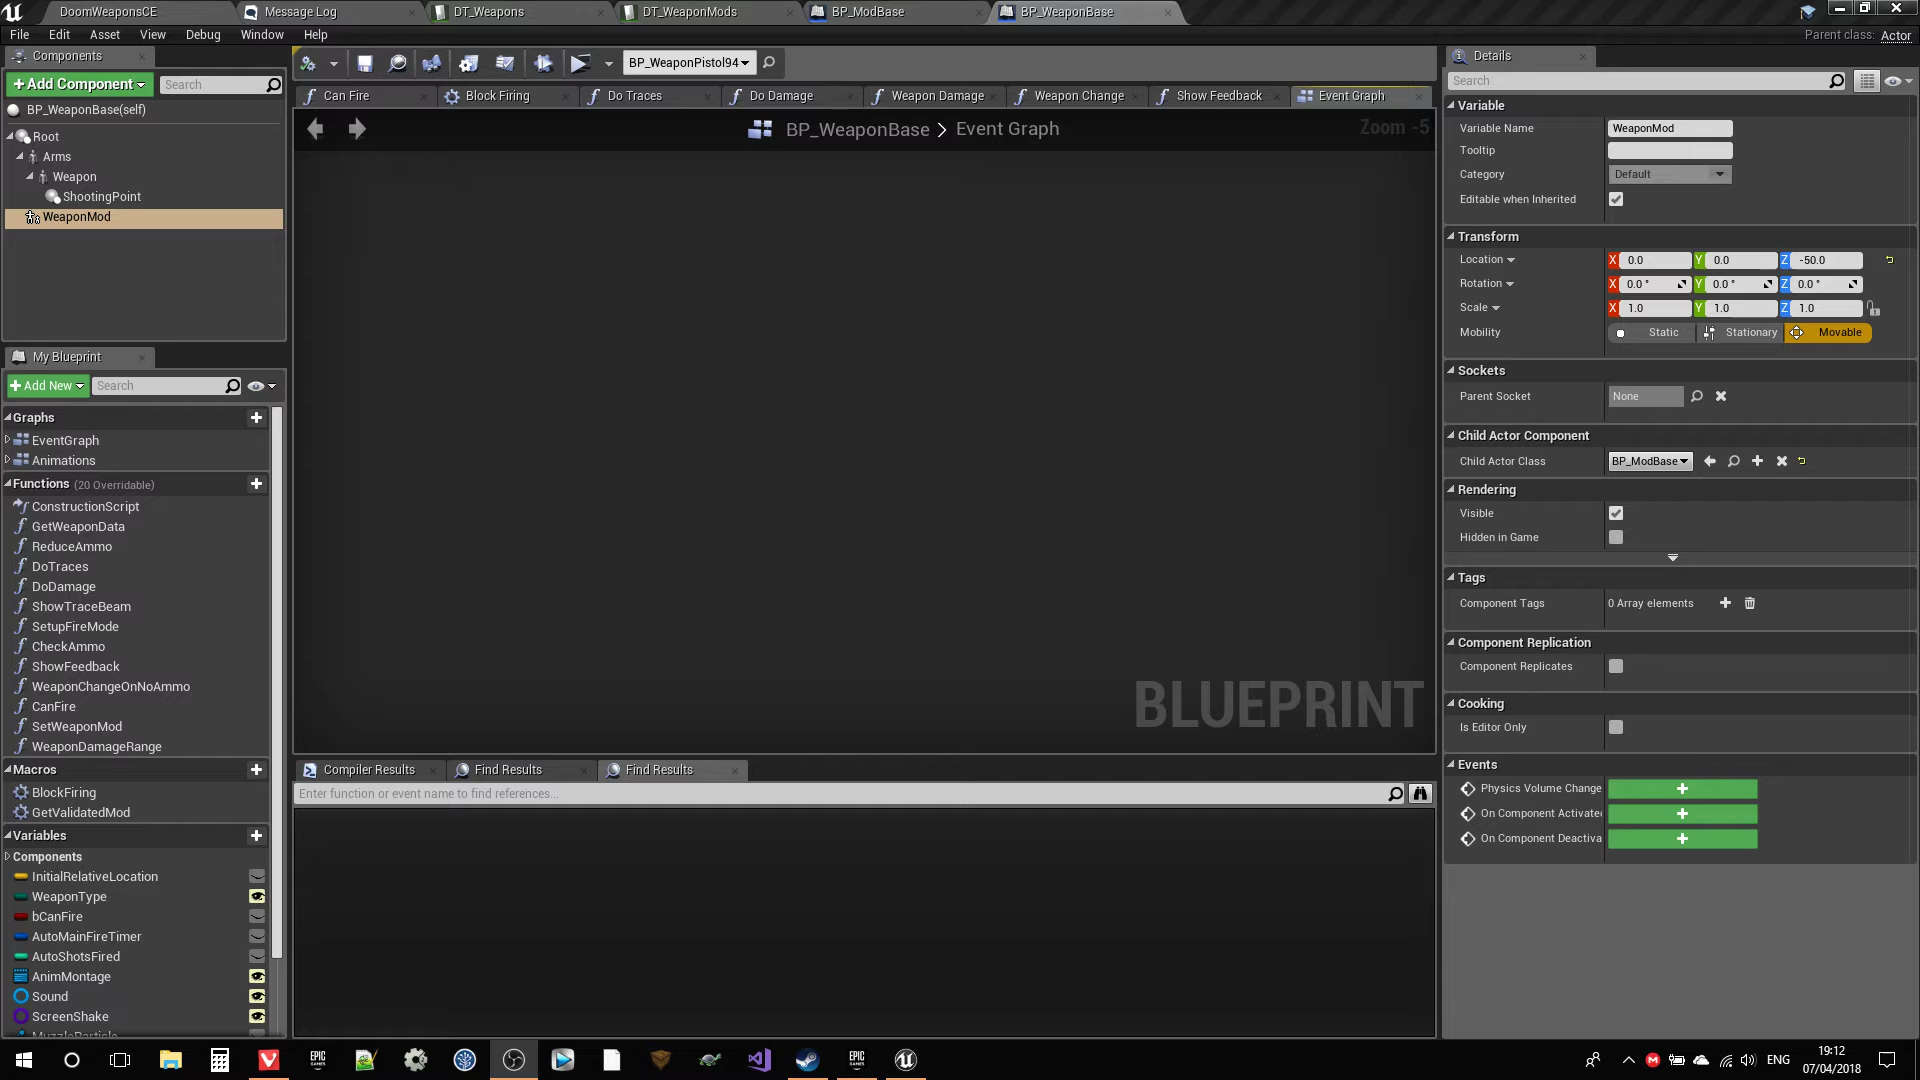 DoomWeaponsCE
Message Log
DT_Weapons
DT_WeaponMods
BP_ModBase
BP_WeaponBase
File Edit Asset View Debug Window Help
Parent class: Actor
Components
+Add Component
Search
BP_WeaponBase(self)
Root
Arms
Weapon
ShootingPoint
WeaponMod
My Blueprint
+Add New
Search
Graphs
EventGraph
Animations
Functions (20 Overridable)
ConstructionScript
GetWeaponData
ReduceAmmo
DoTraces
DoDamage
ShowTraceBeam
SetupFireMode
CheckAmmo
ShowFeedback
WeaponChangeOnNoAmmo
CanFire
SetWeaponMod
WeaponDamageRange
Macros
BlockFiring
GetValidatedMod
Variables
Components
InitialRelativeLocation
WeaponType
bCanFire
AutoMainFireTimer
AutoShotsFired
AnimMontage
Sound
ScreenShake
BP_WeaponPistol94
Can Fire
Block Firing
Do Traces
Do Damage
Weapon Damage
Weapon Change
Show Feedback
Event Graph
BP_WeaponBase > Event Graph
Zoom -5
BLUEPRINT
Compiler Results
Find Results
Find Results
Enter function or event name to find references...
Details
Search
Variable
Variable Name WeaponMod
Tooltip
Category Default
Editable when Inherited
Transform
Location X 0.0 Y 0.0 Z -50.0
Rotation X 0.0 ° Y 0.0 ° Z 0.0 °
Scale X 1.0 Y 1.0 Z 1.0
Mobility Static Stationary Movable
Sockets
Parent Socket None
Child Actor Component
Child Actor Class BP_ModBase
Rendering
Visible
Hidden in Game
Tags
Component Tags 0 Array elements
Component Replication
Component Replicates
Cooking
Is Editor Only
Events
Physics Volume Change
On Component Activated
On Component Deactiva
EPIC GAMES
EPIC GAMES
ENG
19:12
07/04/2018